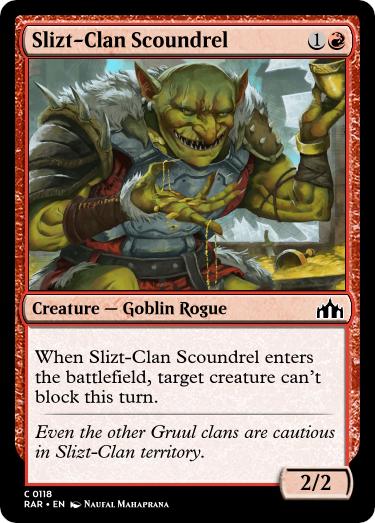 Slizt-Clan Scoundrel 1
Creature — Goblin Rogue
When Slizt-Clan Scoundrel enters
the battlefield, target creature can't
block this turn.
Even the other Gruul clans are cautious
in Slizt-Clan territory.
2/2
C 0118
RAR • EN Naufal Mahaprana